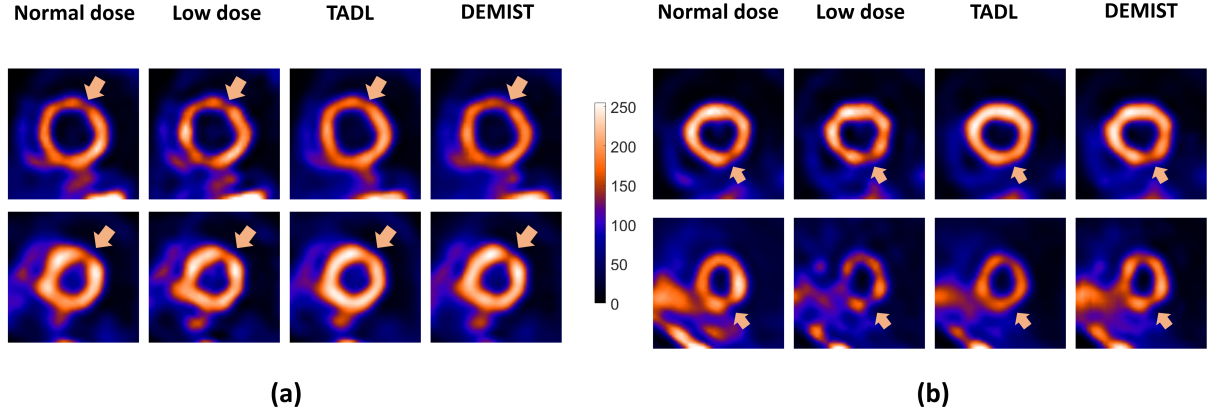 Normal dose Low dose TADL DEMIST
Normal dose Low dose TADL DEMIST
250
200
150
100
50
0
(a)
(b)